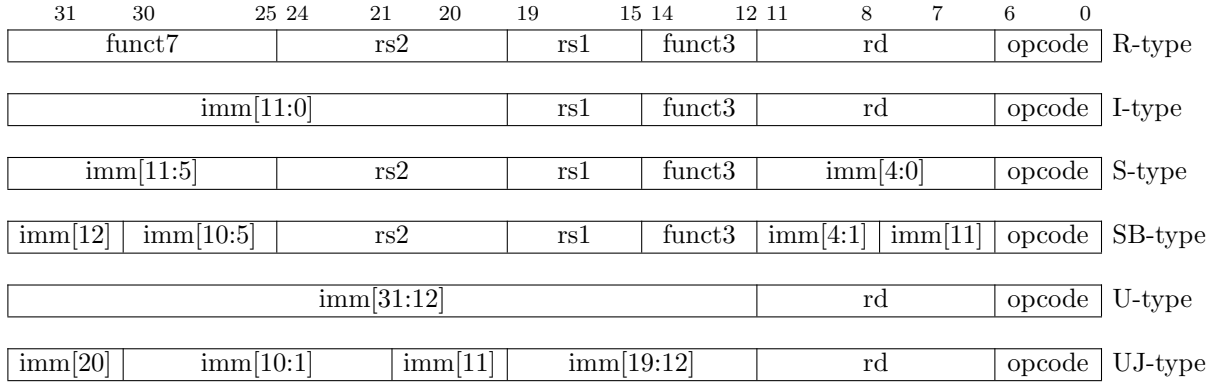 31 30 25 24 21 20 19 15 14 12 11 8 7 6 0
funct7 rs2 rs1 funct3 rd opcode R-type
imm[11:0] rs1 funct3 rd opcode I-type
imm[11:5] rs2 rs1 funct3 imm[4:0] opcode S-type
imm[12] imm[10:5] rs2 rs1 funct3 imm[4:1] imm[11] opcode SB-type
imm[31:12] rd opcode U-type
imm[20] imm[10:1] imm[11] imm[19:12] rd opcode UJ-type